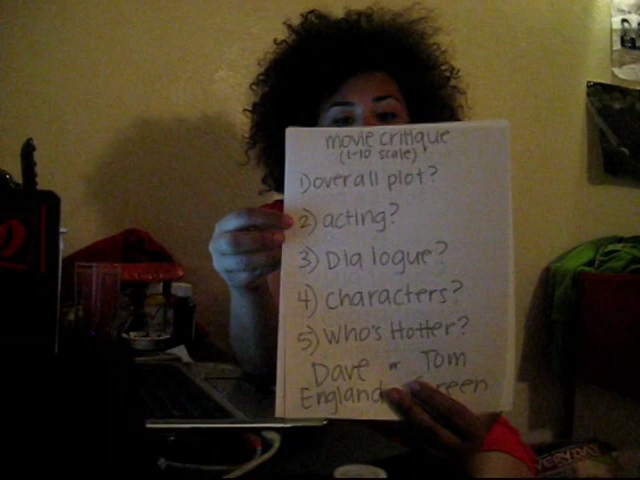 movie critique
(1-10 scale)
1) overall plot?
2) acting?
3) Dialogue?
4) characters?
5) Who's Hotter?
Dave or Tom
England Green
VERYDAY